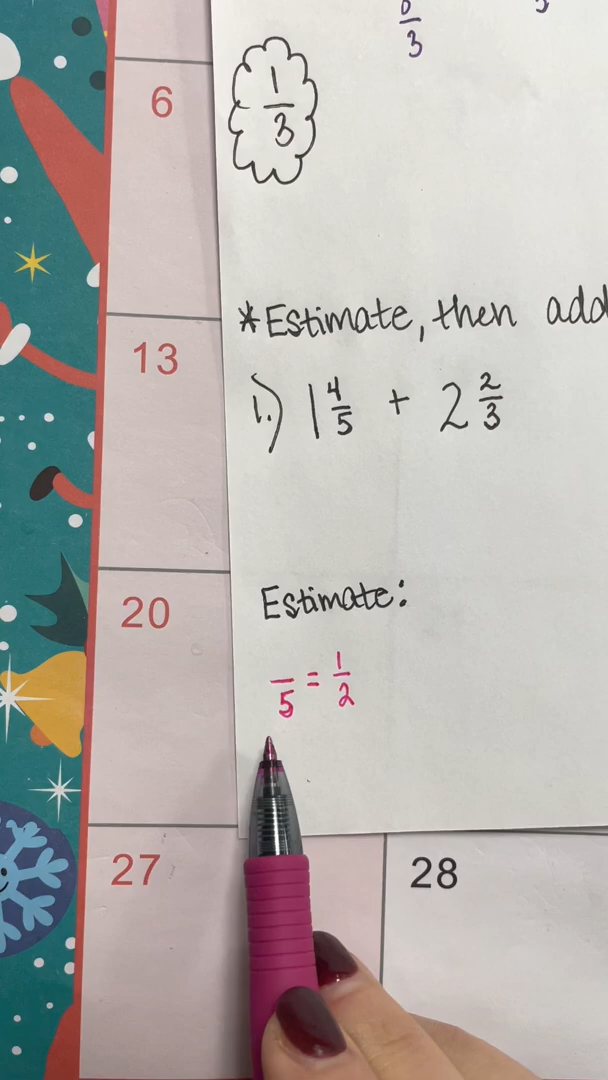 3
1/3
6
*Estimate, then add
13
1.) 1 4/5 + 2 2/3
Estimate:
20
/5 = 1/2
27
28